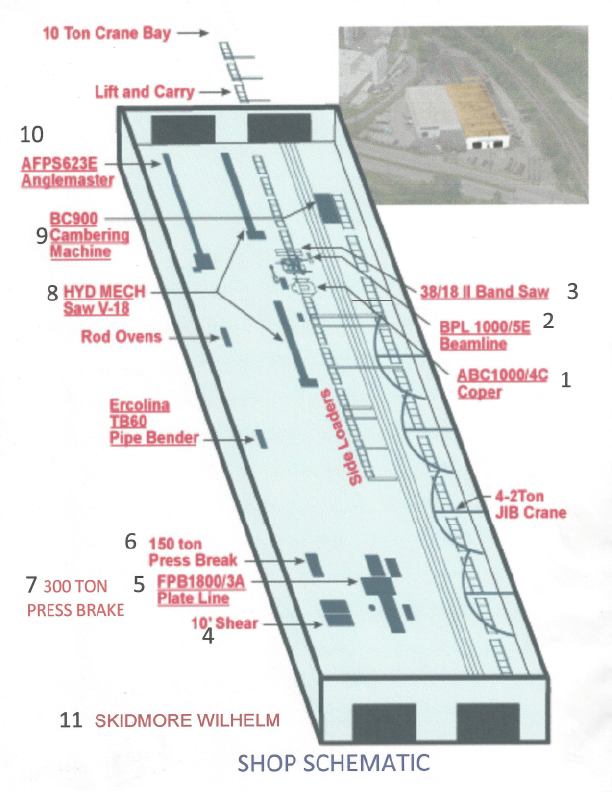 10 Ton Crane Bay
Lift and Carry
10
AFPS623E
Anglemaster
BC900
9 Cambering
Machine
8 HYD MECH
Saw V-18
Rod Ovens
Ercolina
TB60
Pipe Bender
38/18 II Band Saw 3
BPL 1000/5E 2
Beamline
ABC1000/4C 1
Coper
Side Loaders
4-2Ton
JIB Crane
6 150 ton
Press Break
7 300 TON
PRESS BRAKE
5 FPB1800/3A
Plate Line
10' Shear
4
11 SKIDMORE WILHELM
SHOP SCHEMATIC